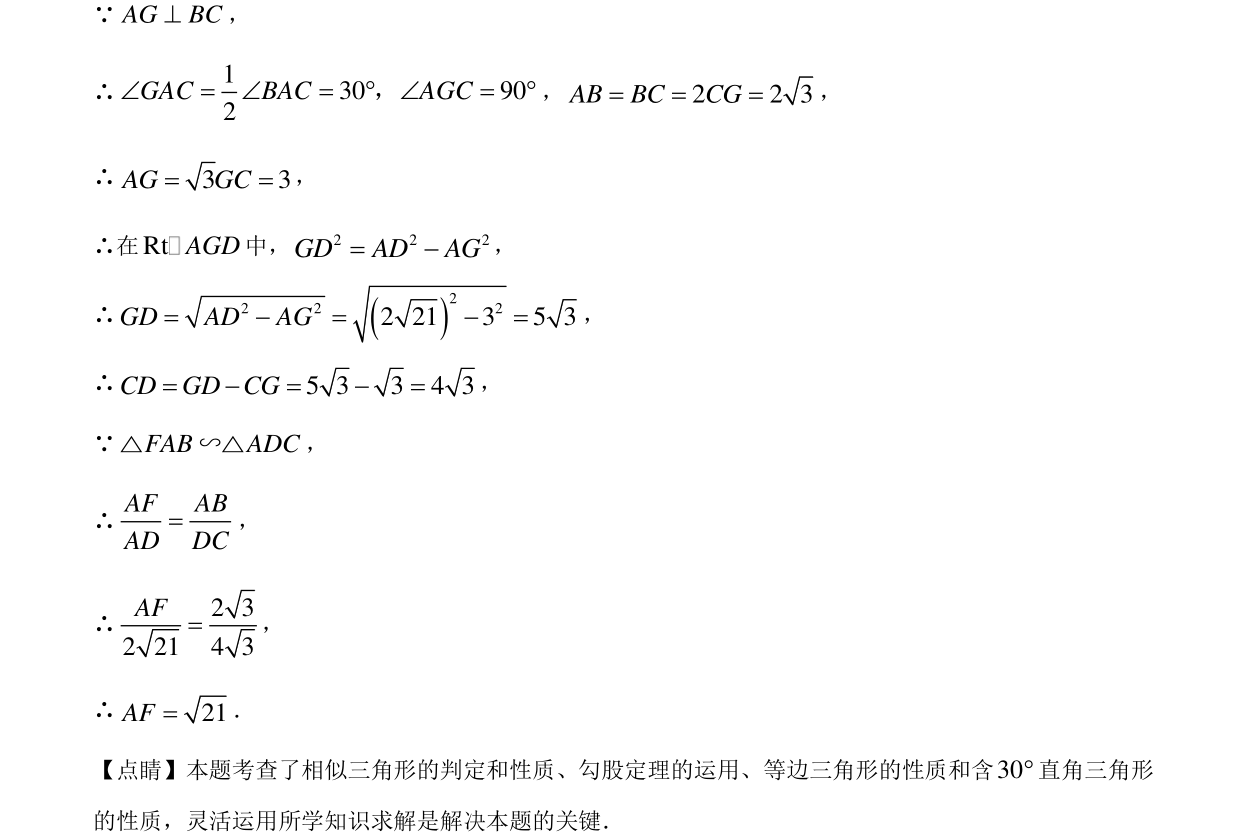 ∵ AG ⊥ BC，
∴ ∠GAC = 1/2 ∠BAC = 30°，∠AGC = 90°，AB = BC = 2CG = 2√3，
∴ AG = √3GC = 3，
∴在 Rt□ AGD 中，GD² = AD² − AG²，
∴ GD = √(AD² − AG²) = √((2√21)² − 3²) = 5√3，
∴ CD = GD − CG = 5√3 − √3 = 4√3，
∵ △FAB ∽△ADC，
∴ AF/AD = AB/DC，
∴ AF/(2√21) = (2√3)/(4√3)，
∴ AF = √21．
【点睛】本题考查了相似三角形的判定和性质、勾股定理的运用、等边三角形的性质和含30° 直角三角形
的性质，灵活运用所学知识求解是解决本题的关键．